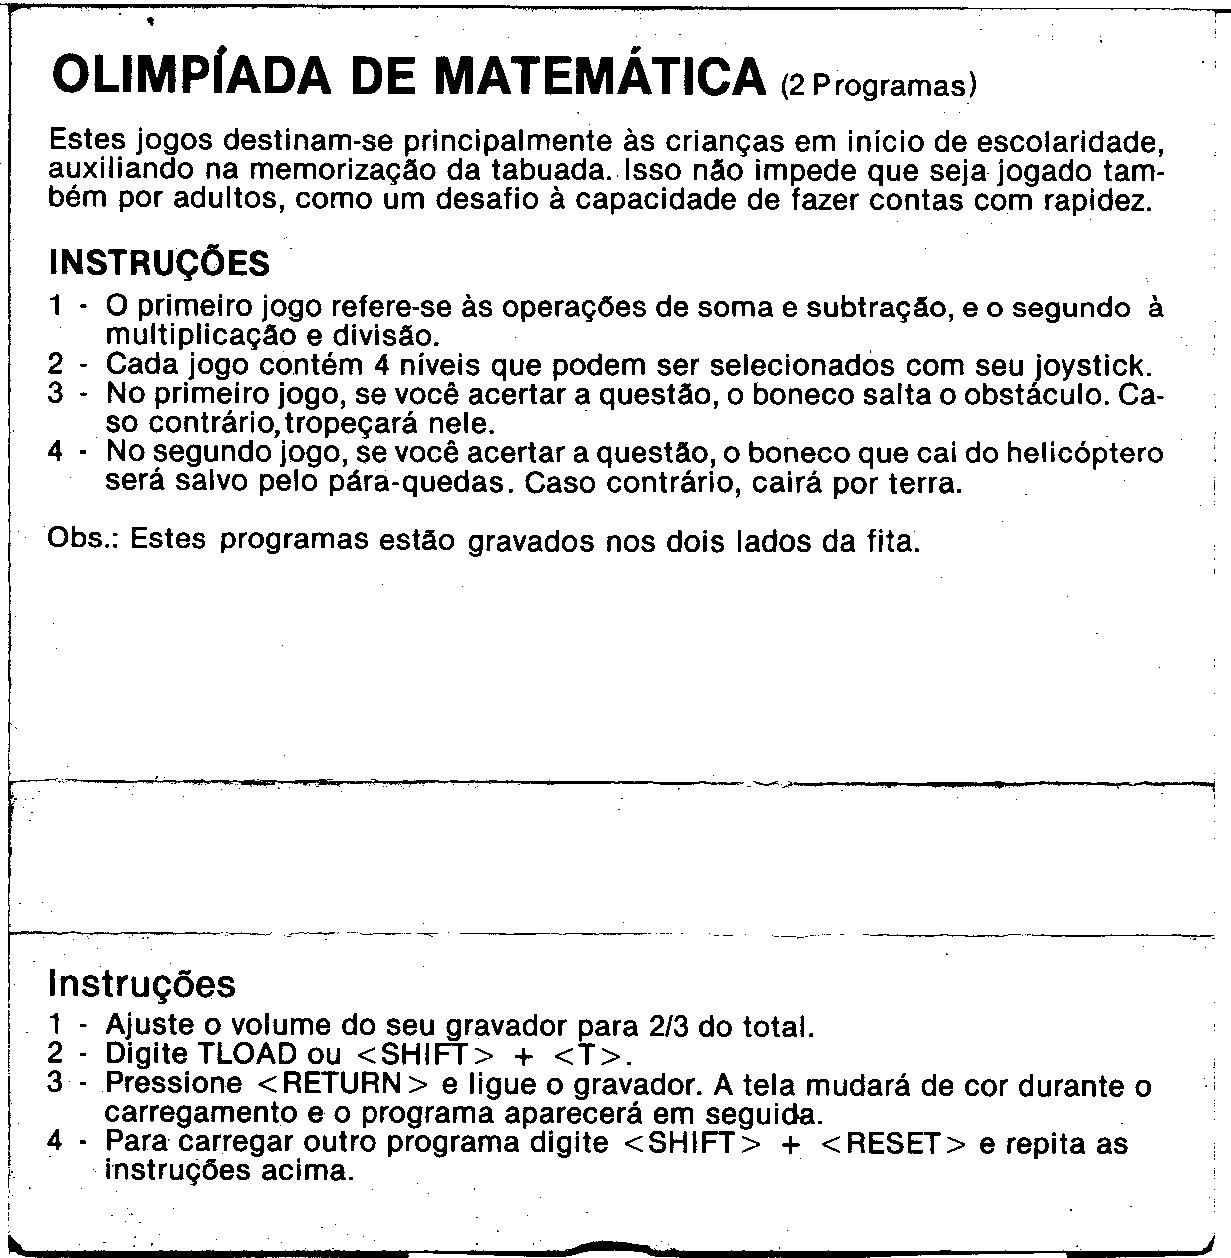 OLIMPÍADA DE MATEMÁTICA (2 Programas)
Estes jogos destinam-se principalmente às crianças em início de escolaridade,
auxiliando na memorização da tabuada. Isso não impede que seja jogado tam-
bém por adultos, como um desafio à capacidade de fazer contas com rapidez.
INSTRUÇÕES
1 - O primeiro jogo refere-se às operações de soma e subtração, e o segundo à
multiplicação e divisão.
2 - Cada jogo contém 4 níveis que podem ser selecionados com seu joystick.
3 - No primeiro jogo, se você acertar a questão, o boneco salta o obstáculo. Ca-
so contrário, tropeçará nele.
4 - No segundo jogo, se você acertar a questão, o boneco que cai do helicóptero
será salvo pelo pára-quedas. Caso contrário, cairá por terra.
Obs.: Estes programas estão gravados nos dois lados da fita.
Instruções
1 - Ajuste o volume do seu gravador para 2/3 do total.
2 - Digite TLOAD ou <SHIFT> + <T>.
3 - Pressione <RETURN> e ligue o gravador. A tela mudará de cor durante o
carregamento e o programa aparecerá em seguida.
4 - Para carregar outro programa digite <SHIFT> + <RESET> e repita as
instruções acima.